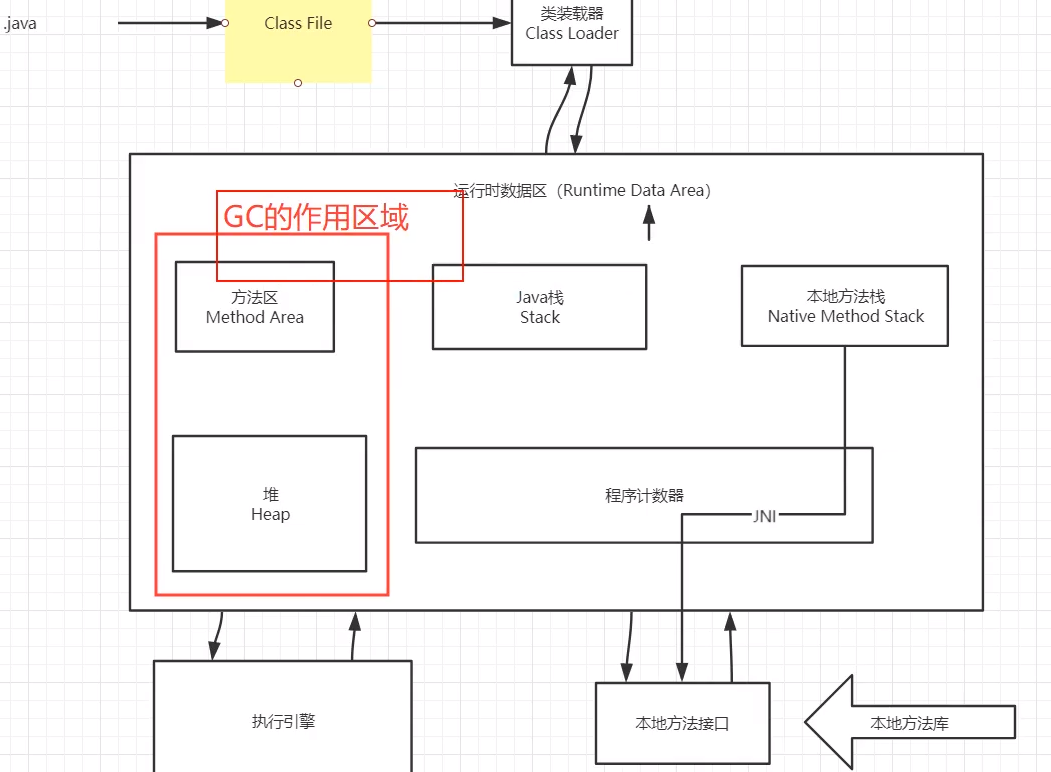 .java
Class File
类装载器
Class Loader
运行时数据区（Runtime Data Area）
GC的作用区域
方法区
Method Area
Java栈
Stack
本地方法栈
Native Method Stack
堆
Heap
程序计数器
JNI
执行引擎
本地方法接口
本地方法库